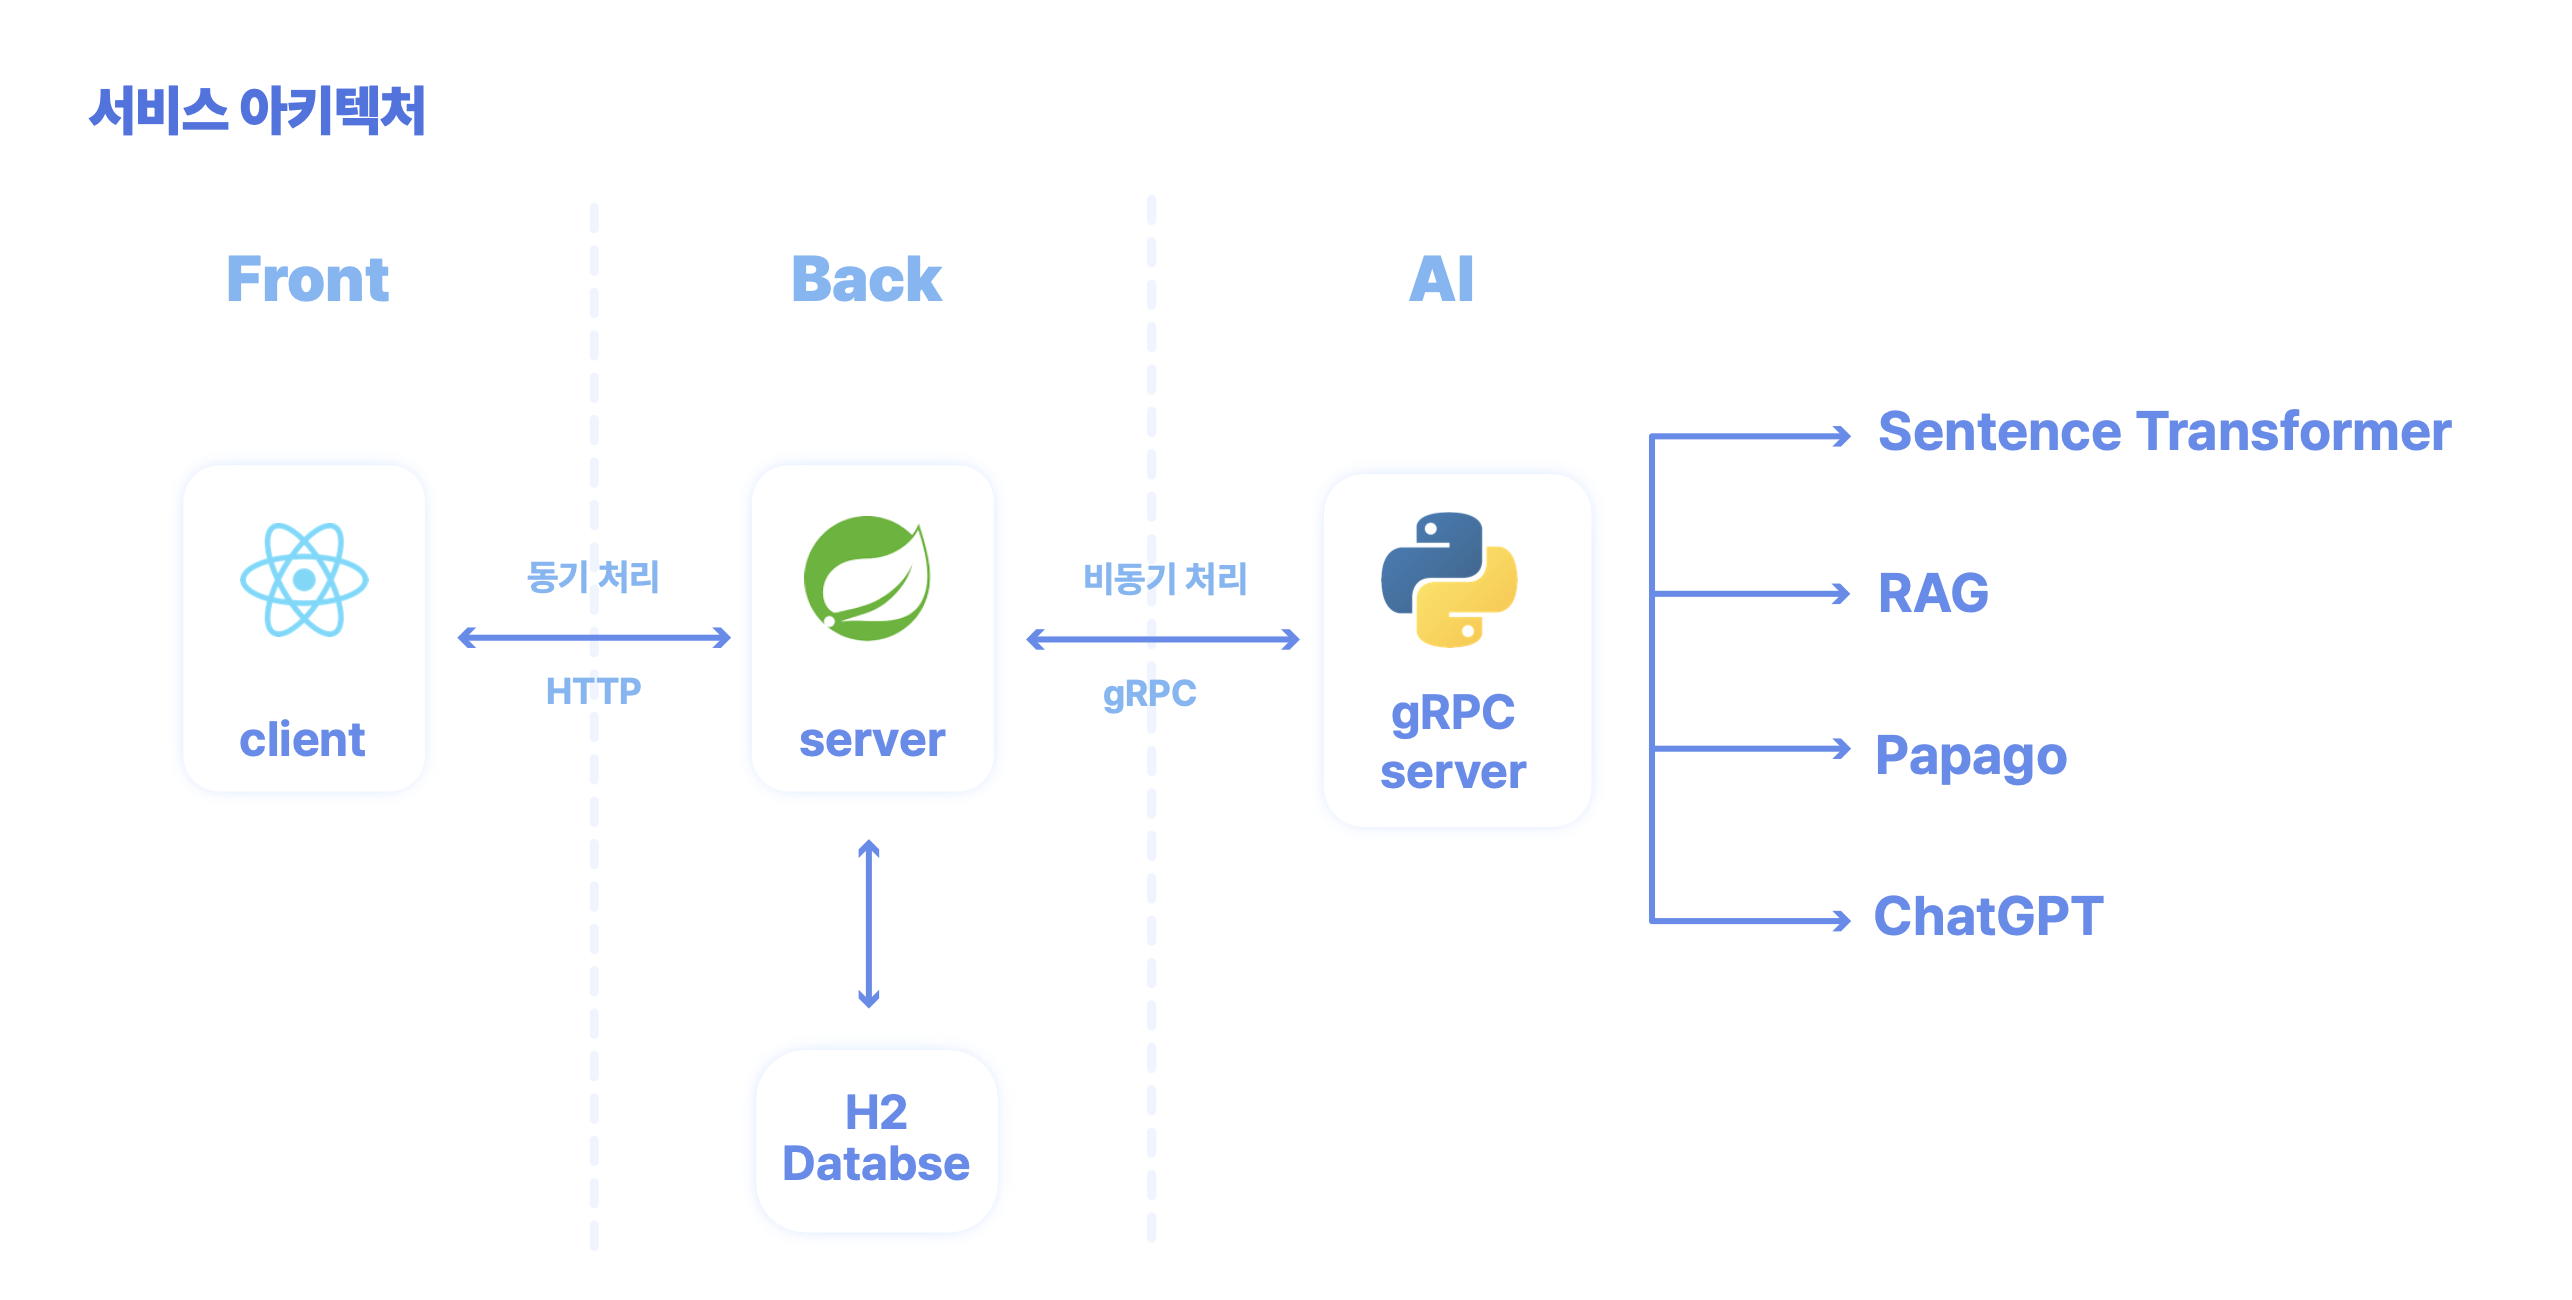 서비스 아키텍처
Front
Back
AI
client
동기 처리
HTTP
server
비동기 처리
gRPC
gRPC
server
H2
Databse
Sentence Transformer
RAG
Papago
ChatGPT